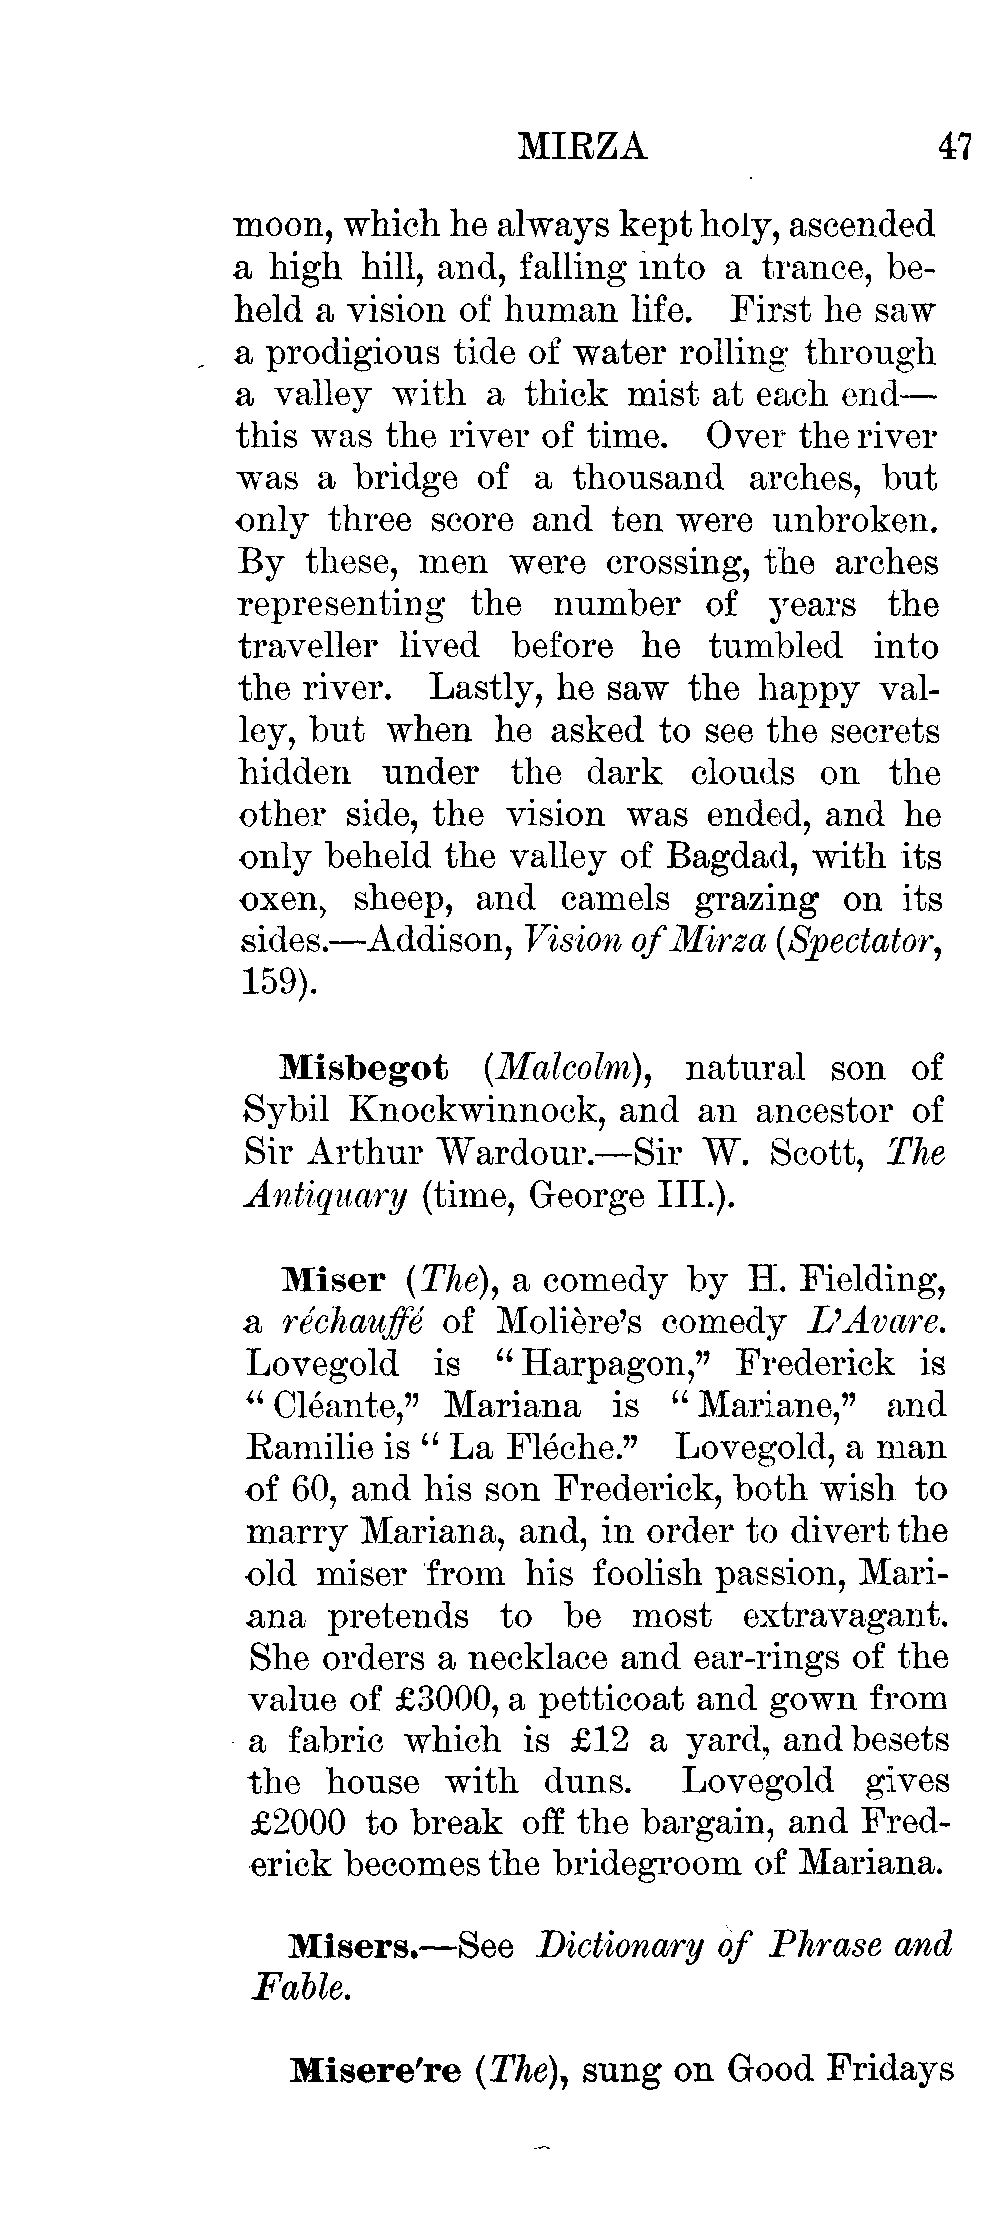 MIRZA 47
moon, which he always kept holy, ascended
a high hill, and, falling into a trance, be-
held a vision of human life. First he saw
a prodigious tide of water rolling through
a valley with a thick mist at each end—
this was the river of time. Over the river
was a bridge of a thousand arches, but
only three score and ten were unbroken.
By these, men were crossing, the arches
representing the number of years the
traveller lived before he tumbled into
the river. Lastly, he saw the happy val-
ley, but when he asked to see the secrets
hidden under the dark clouds on the
other side, the vision was ended, and he
only beheld the valley of Bagdad, with its
oxen, sheep, and camels grazing on its
sides.—Addison, Vision of Mirza (Spectator,
159).
Misbegot (Malcolm), natural son of
Sybil Knockwinnock, and an ancestor of
Sir Arthur Wardour.—Sir W. Scott, The
Antiquary (time, George III.).
Miser (The), a comedy by H. Fielding,
a réchauffé of Molière's comedy L'Avare.
Lovegold is “Harpagon,” Frederick is
“Cléante,” Mariana is “Mariane,” and
Ramilie is “La Fléche.” Lovegold, a man
of 60, and his son Frederick, both wish to
marry Mariana, and, in order to divert the
old miser from his foolish passion, Mari-
ana pretends to be most extravagant.
She orders a necklace and ear-rings of the
value of £3000, a petticoat and gown from
a fabric which is £12 a yard, and besets
the house with duns. Lovegold gives
£2000 to break off the bargain, and Fred-
erick becomes the bridegroom of Mariana.
Misers.—See Dictionary of Phrase and
Fable.
Misere're (The), sung on Good Fridays